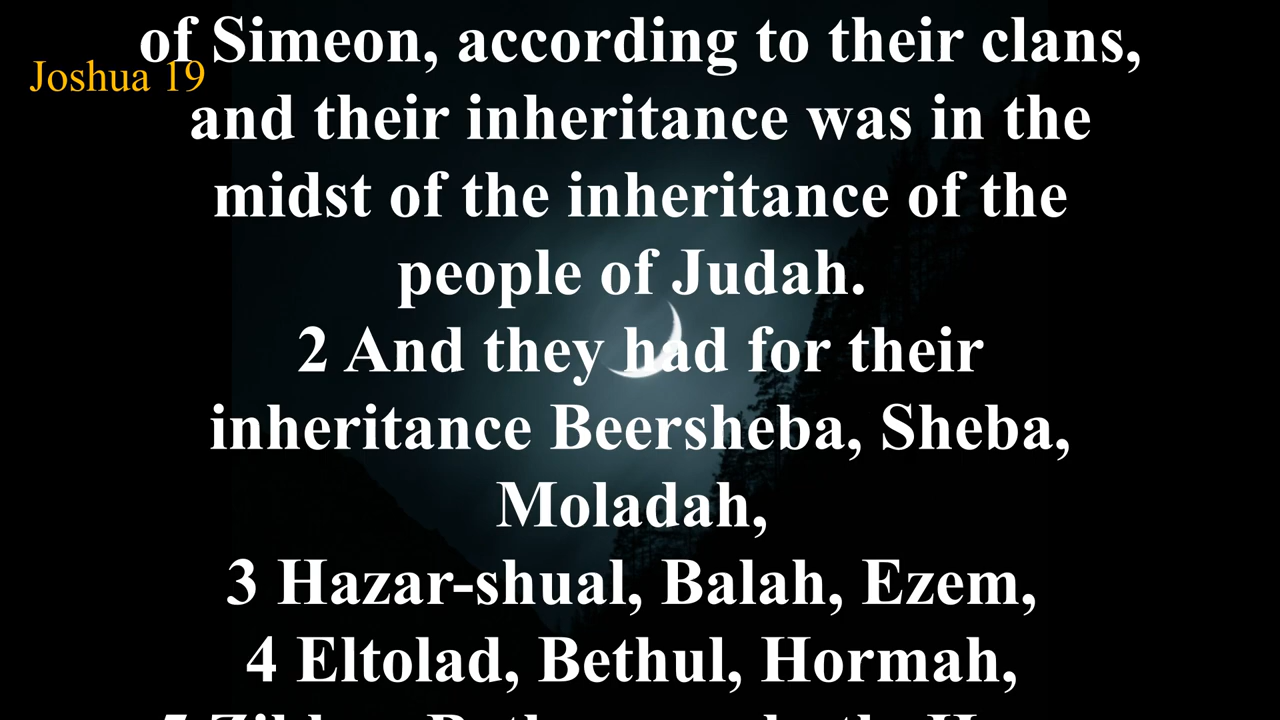 of Simeon, according to their clans,
Joshua 19
and their inheritance was in the
midst of the inheritance of the
people of Judah.
2 And they had for their
inheritance Beersheba, Sheba,
Moladah,
3 Hazar-shual, Balah, Ezem,
4 Eltolad, Bethul, Hormah,